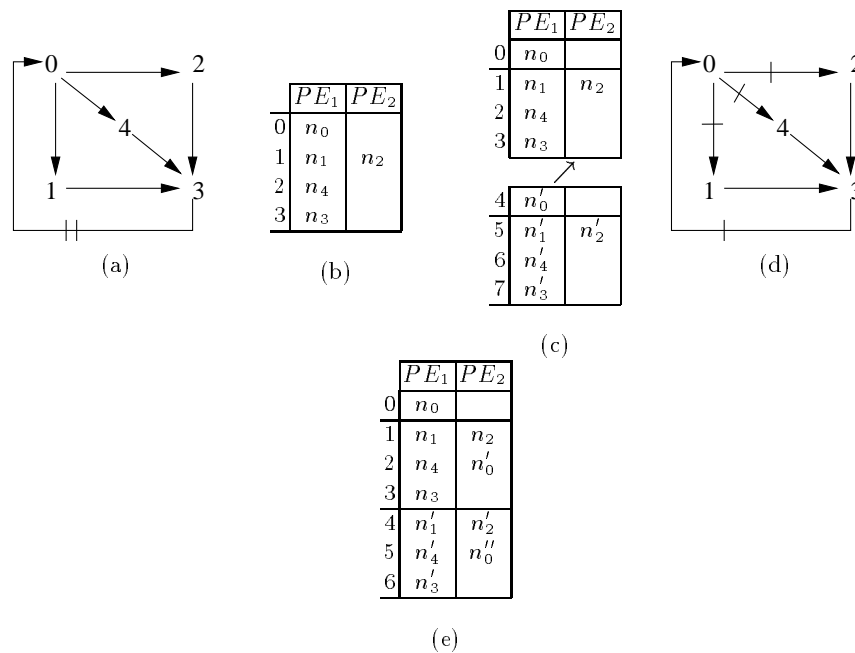 0 2
4
1 3
(a)
PE1 PE2
0 n0
1 n1 n2
2 n4
3 n3
(b)
PE1 PE2
0 n0
1 n1 n2
2 n4
3 n3
4 n′0
5 n′1 n′2
6 n′4
7 n′3
(c)
0 2
4
1 3
(d)
PE1 PE2
0 n0
1 n1 n2
2 n4 n′0
3 n3
4 n′1 n′2
5 n′4 n′′0
6 n′3
(e)